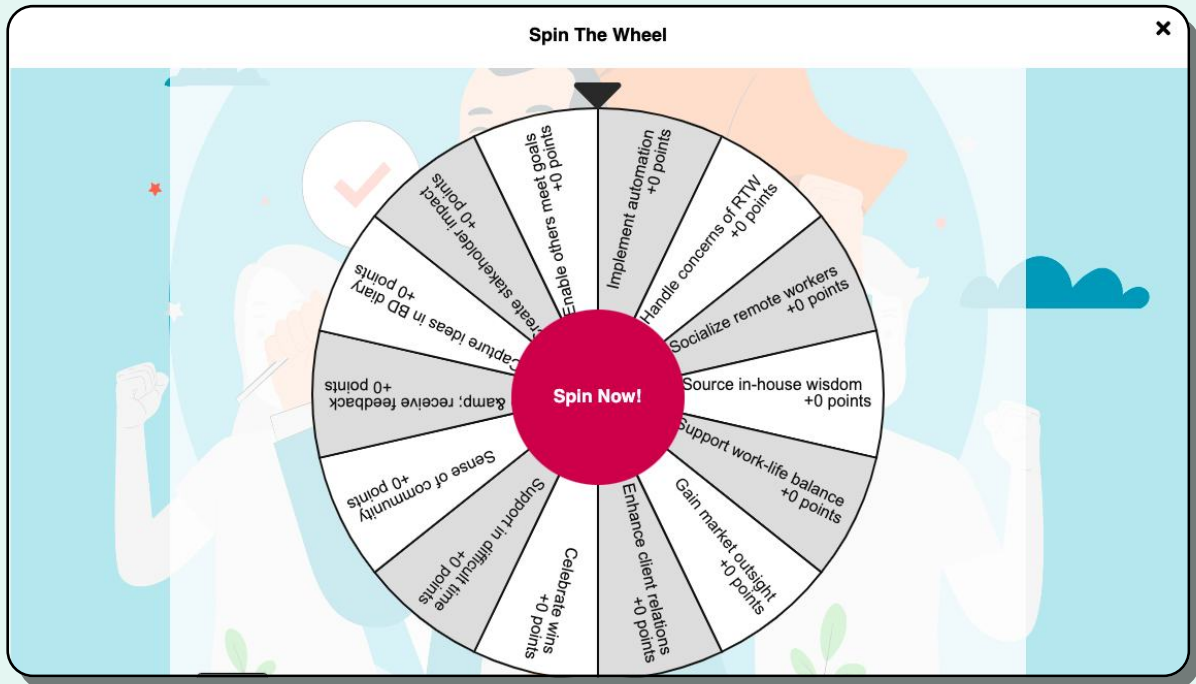 Spin The Wheel
Implement automation
+0 points
Handle concerns of RTW
+0 points
Socialize remote workers
+0 points
Source in-house wisdom
+0 points
Support work-life balance
+0 points
Gain market outsight
+0 points
Enhance client relations
+0 points
Celebrate wins
+0 points
Support in difficult time
+0 points
Sense of community
+0 points
&amp; receive feedback
+0 points
Capture ideas in BD diary
+0 points
Create stakeholder impact
+0 points
Enable others meet goals
+0 points
Spin Now!